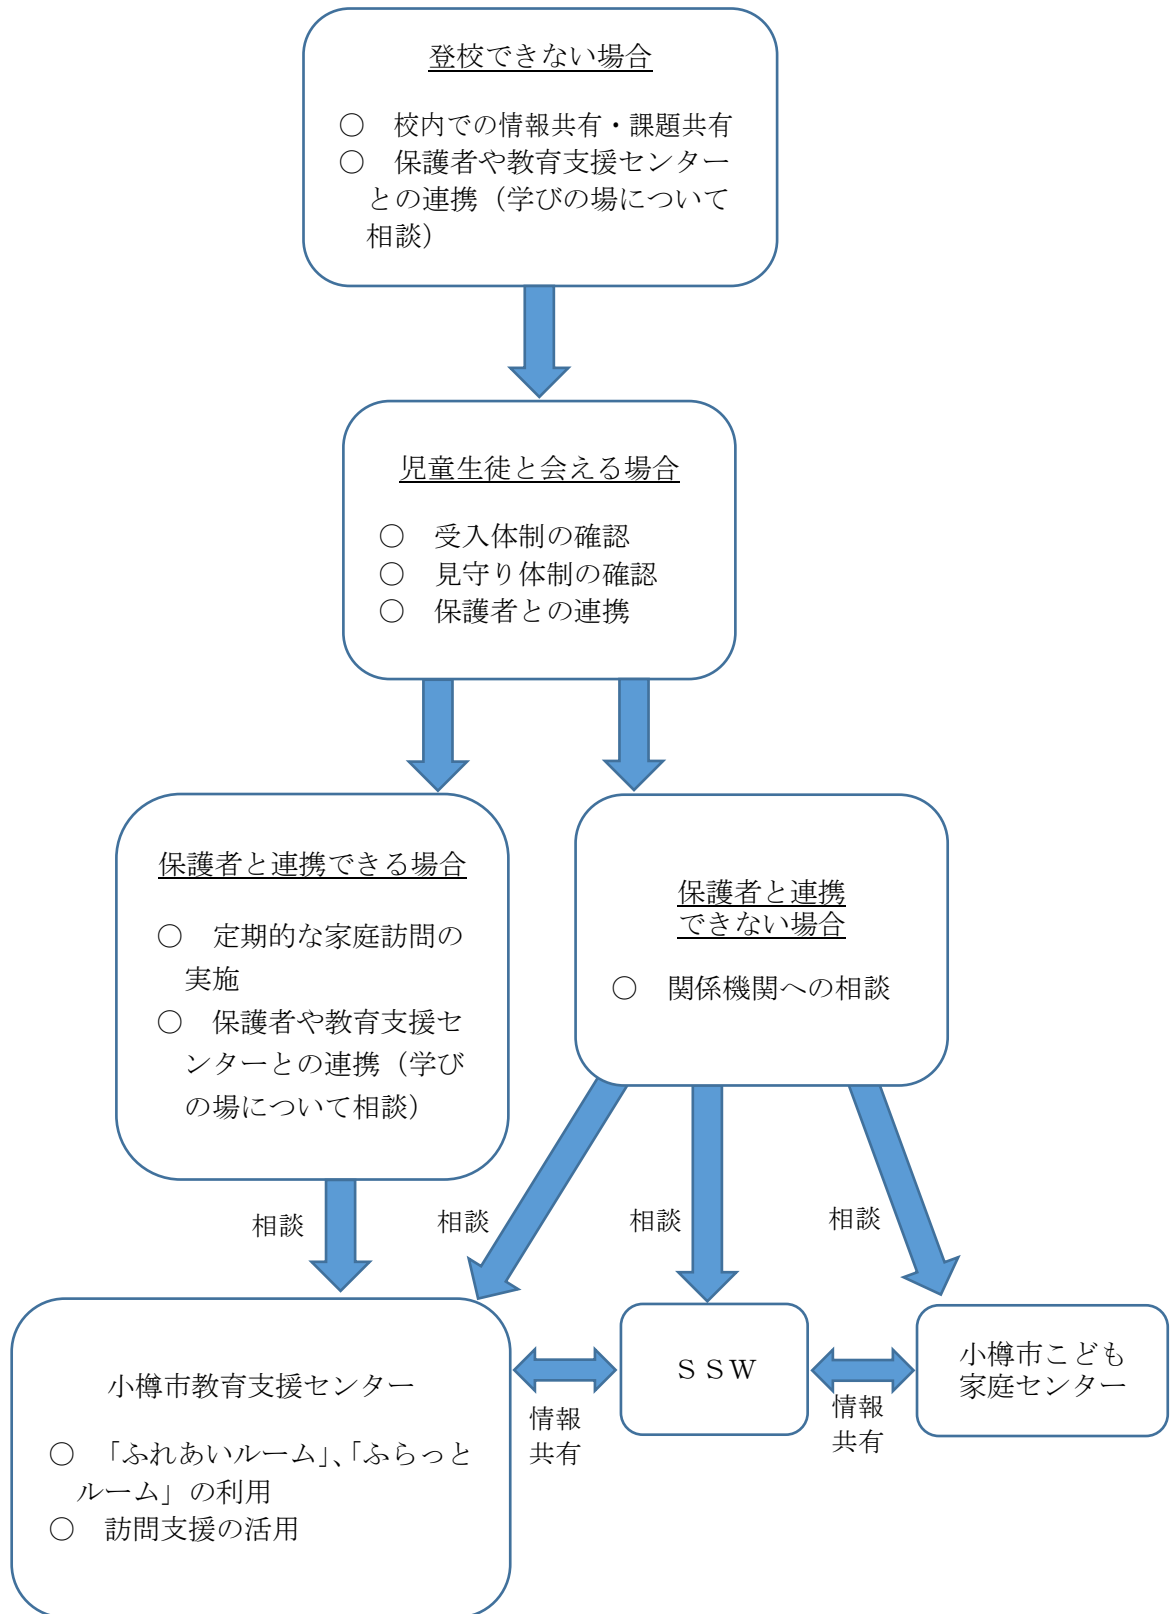 登校できない場合
○ 校内での情報共有・課題共有
○ 保護者や教育支援センター
との連携（学びの場について
相談）
児童生徒と会える場合
○ 受入体制の確認
○ 見守り体制の確認
○ 保護者との連携
保護者と連携できる場合
○ 定期的な家庭訪問の
実施
○ 保護者や教育支援セ
ンターとの連携（学び
の場について相談）
保護者と連携
できない場合
○ 関係機関への相談
相談
相談
相談
相談
小樽市教育支援センター
○ 「ふれあいルーム」、「ふらっと
ルーム」の利用
○ 訪問支援の活用
情報
共有
ＳＳＷ
情報
共有
小樽市こども
家庭センター